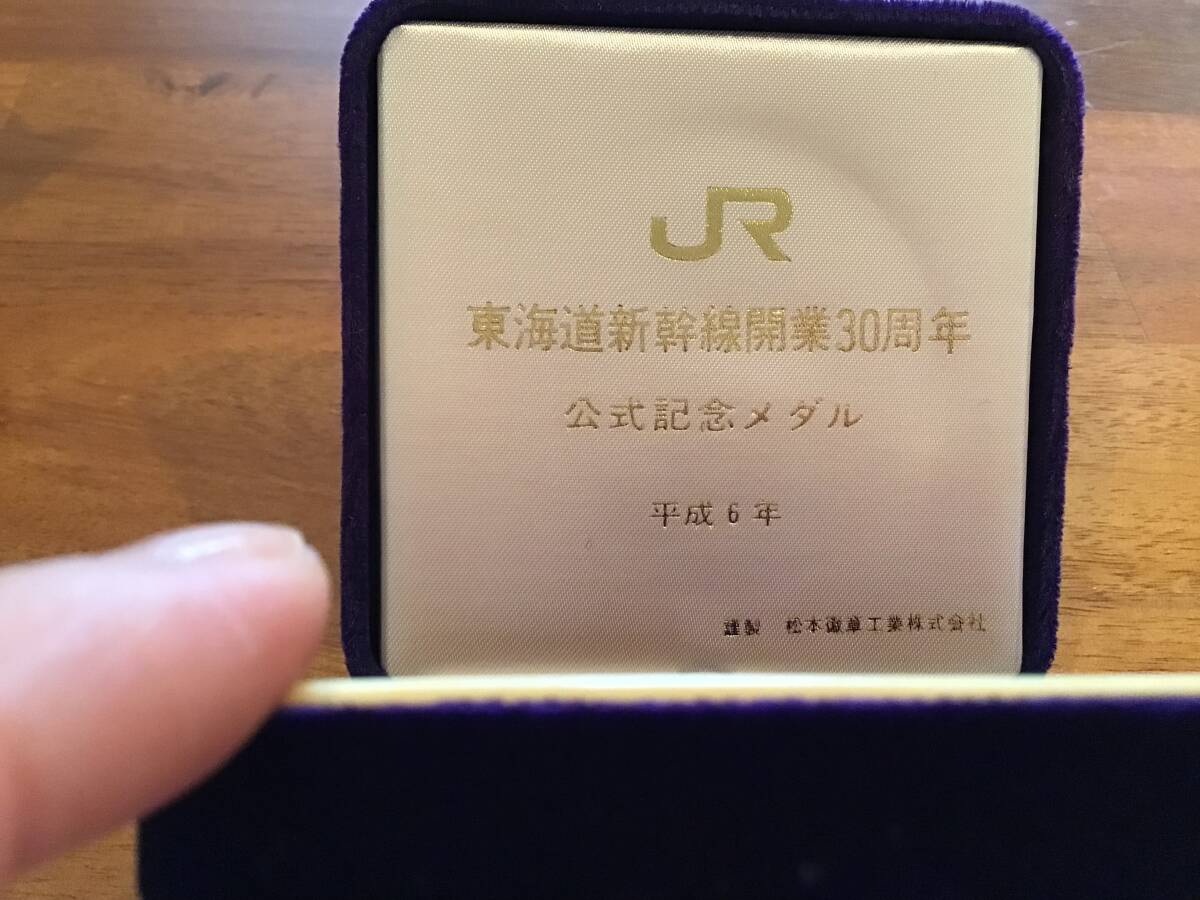 JR
東海道新幹線開業30周年
公式記念メダル
平成6年
謹製 松本徽章工業株式会社